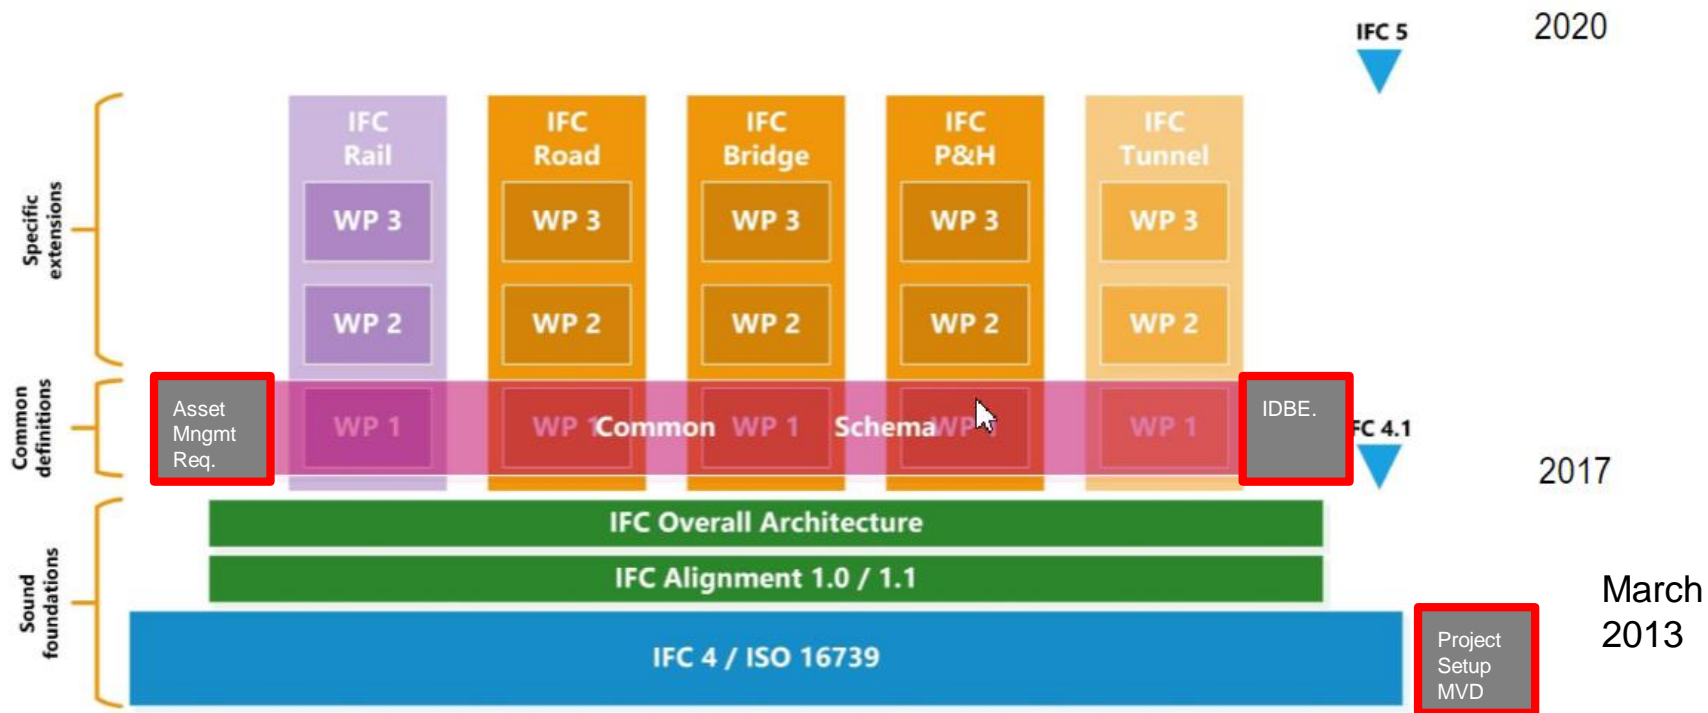 IFC 5
2020
IFC
Rail
IFC
Road
IFC
Bridge
IFC
P&H
IFC
Tunnel
Specific
extensions
WP 3
WP 3
WP 3
WP 3
WP 3
WP 2
WP 2
WP 2
WP 2
WP 2
Common
definitions
Asset
Mngmt
Req.
WP 1
WP 1
Common
WP 1
Schema
WP
WP 1
IDBE.
FC 4.1
2017
Sound
foundations
IFC Overall Architecture
IFC Alignment 1.0 / 1.1
IFC 4 / ISO 16739
Project
Setup
MVD
March
2013